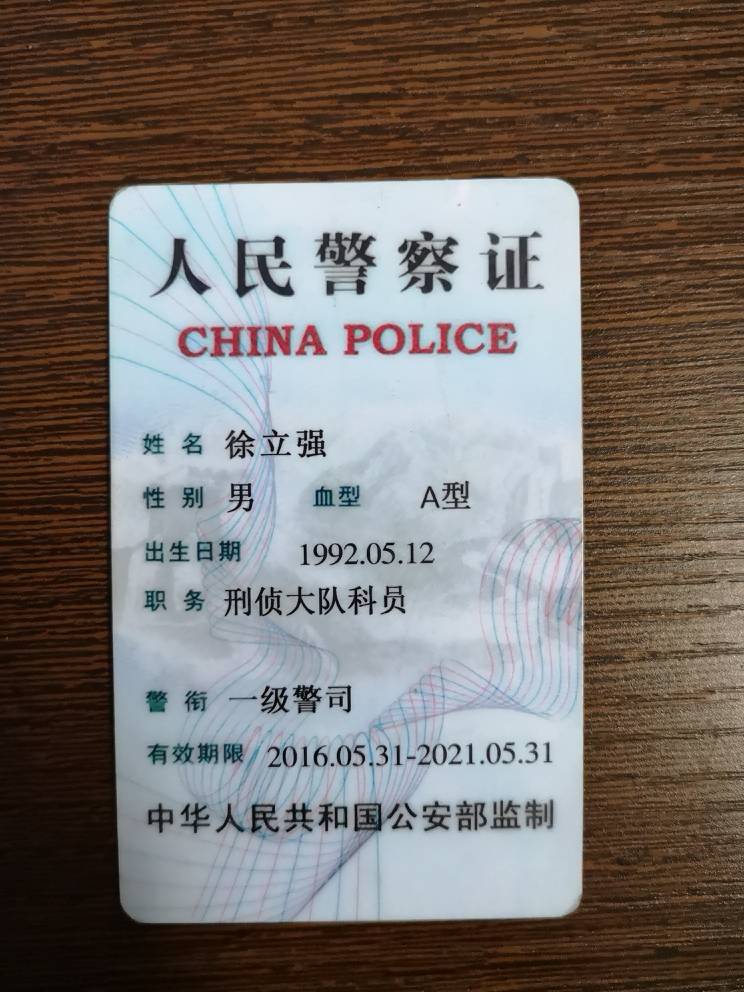 人民警察证
CHINA POLICE
姓名 徐立强
性别 男 血型 A型
出生日期 1992.05.12
职务 刑侦大队科员
警衔 一级警司
有效期限 2016.05.31-2021.05.31
中华人民共和国公安部监制